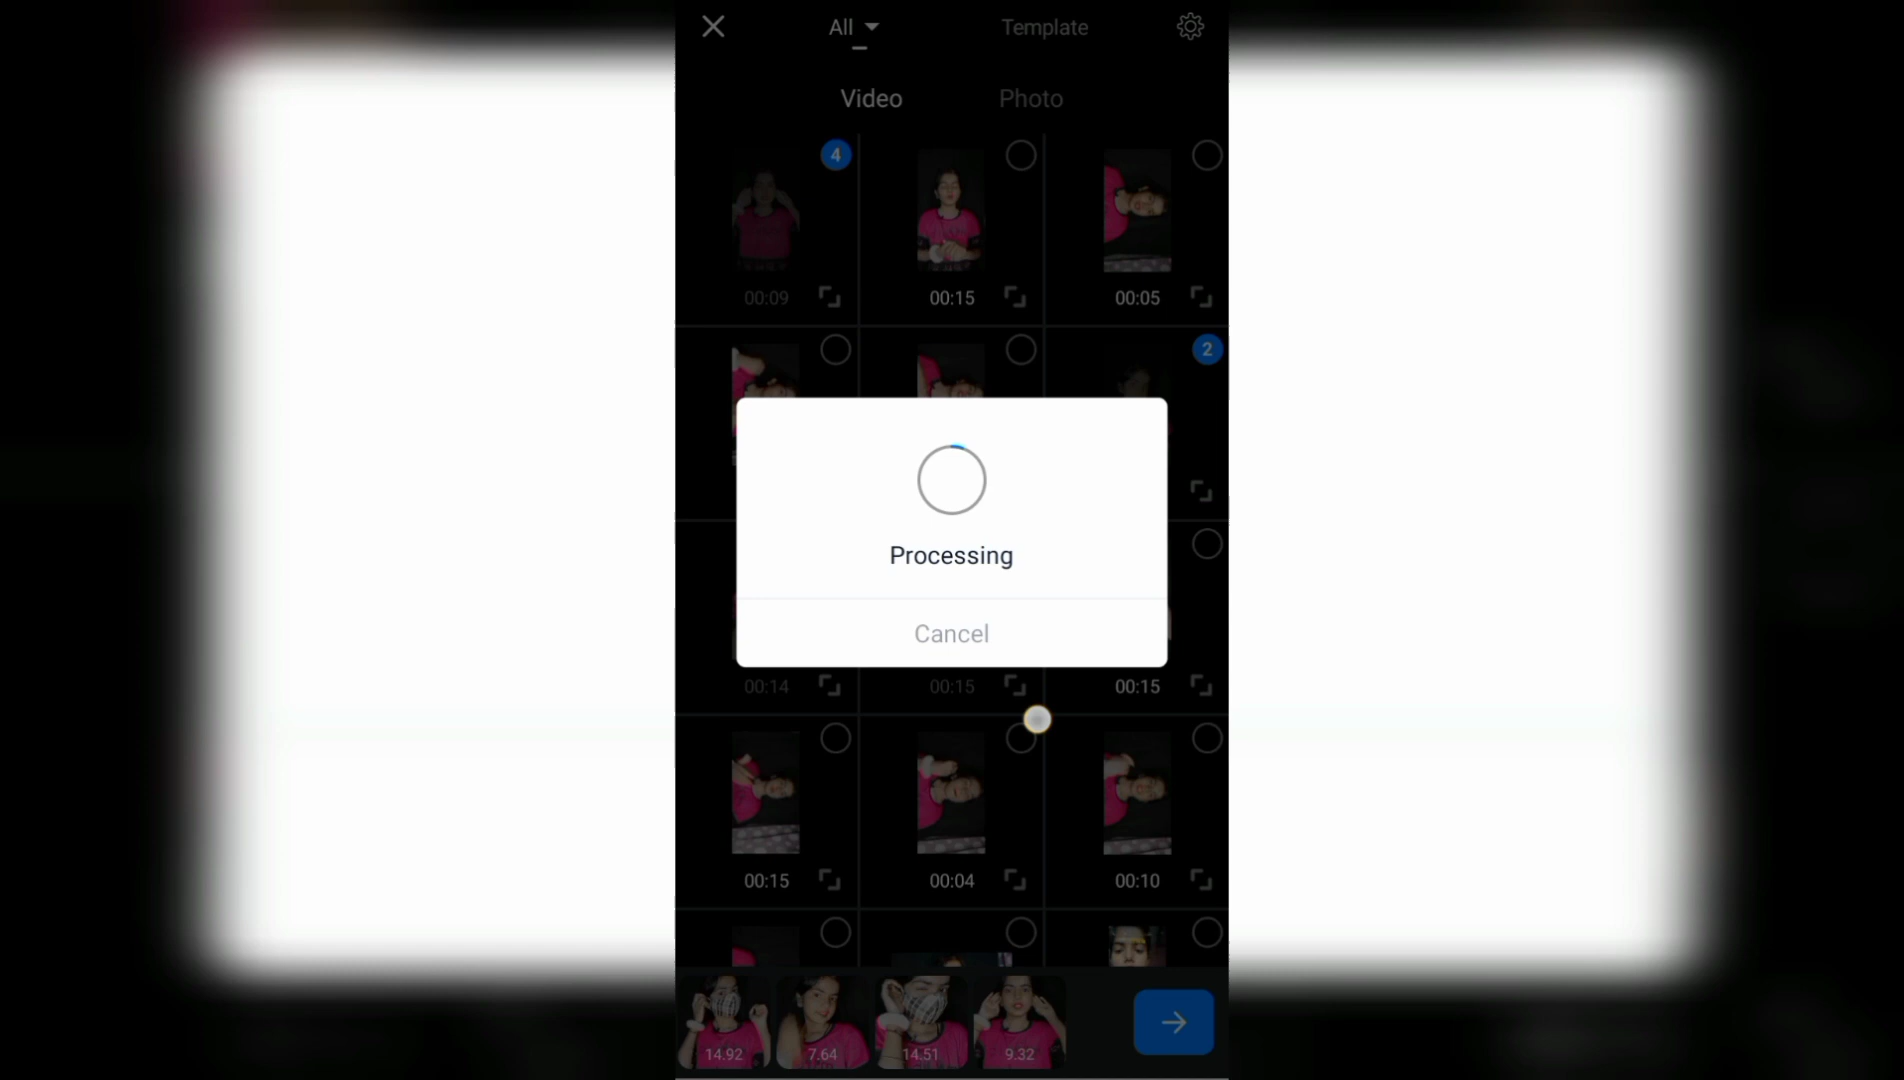 All
Template
Video
Photo
4
00:09
00:15
00:05
2
Processing
Cancel
00:14
00:15
00:15
00:15
00:04
00:10
14.92
7.64
14.51
9.32